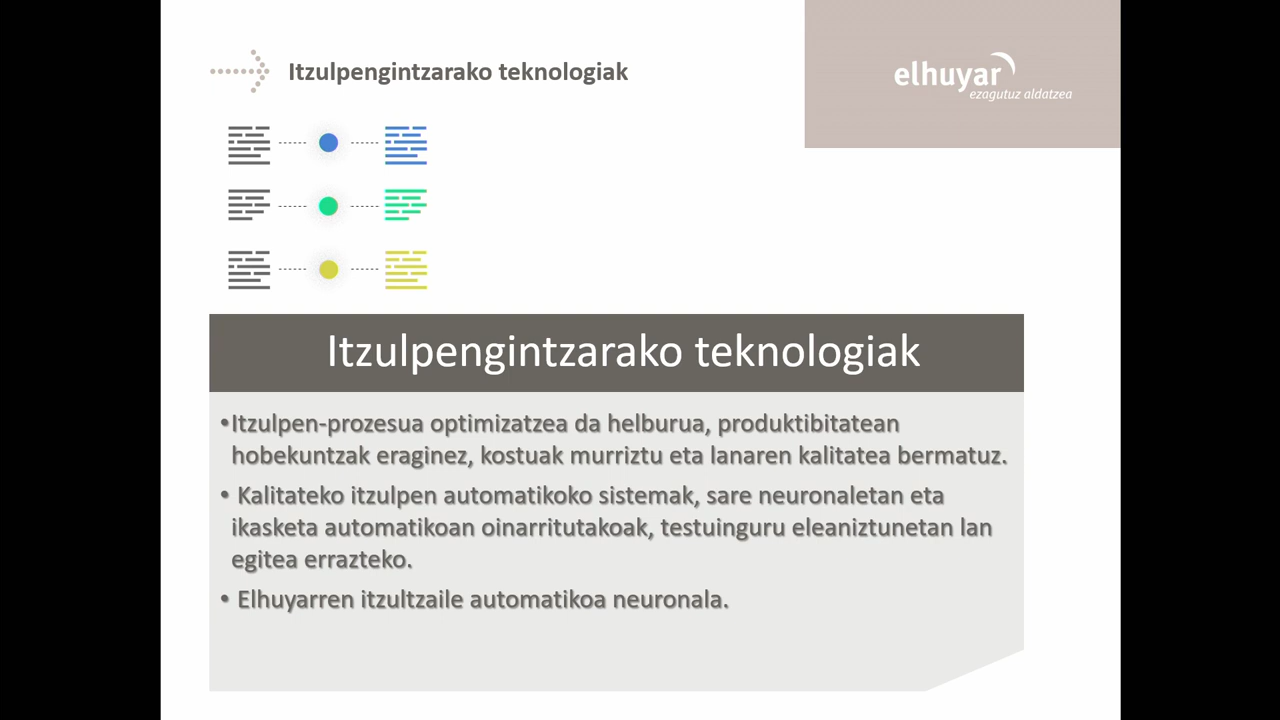 Itzulpengintzarako teknologiak
elhuyar
ezagutuz aldatzea
Itzulpengintzarako teknologiak
•Itzulpen-prozesua optimizatzea da helburua, produktibitatean
hobekuntzak eraginez, kostuak murriztu eta lanaren kalitatea bermatuz.
• Kalitateko itzulpen automatikoko sistemak, sare neuronaletan eta
ikasketa automatikoan oinarritutakoak, testuinguru eleaniztunetan lan
egitea errazteko.
• Elhuyarren itzultzaile automatikoa neuronala.